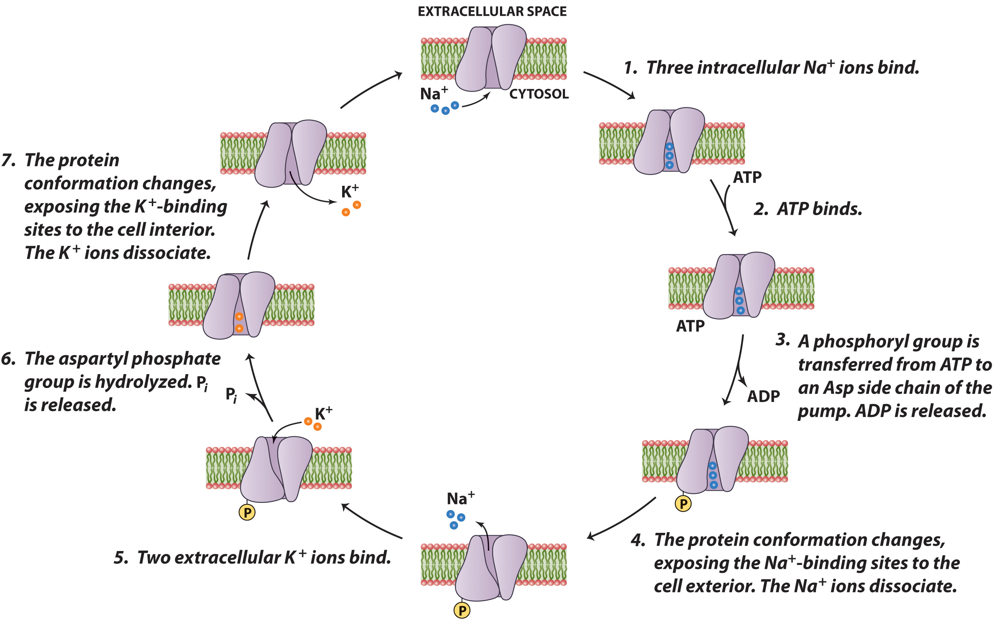 EXTRACELLULAR SPACE
Na⁺
CYTOSOL
1. Three intracellular Na⁺ ions bind.
ATP
2. ATP binds.
ATP
3. A phosphoryl group is
transferred from ATP to
an Asp side chain of the
pump. ADP is released.
ADP
P
4. The protein conformation changes,
exposing the Na⁺-binding sites to the
cell exterior. The Na⁺ ions dissociate.
Na⁺
P
5. Two extracellular K⁺ ions bind.
K⁺
P
Pᵢ
6. The aspartyl phosphate
group is hydrolyzed. Pᵢ
is released.
7. The protein
conformation changes,
exposing the K⁺-binding
sites to the cell interior.
The K⁺ ions dissociate.
K⁺